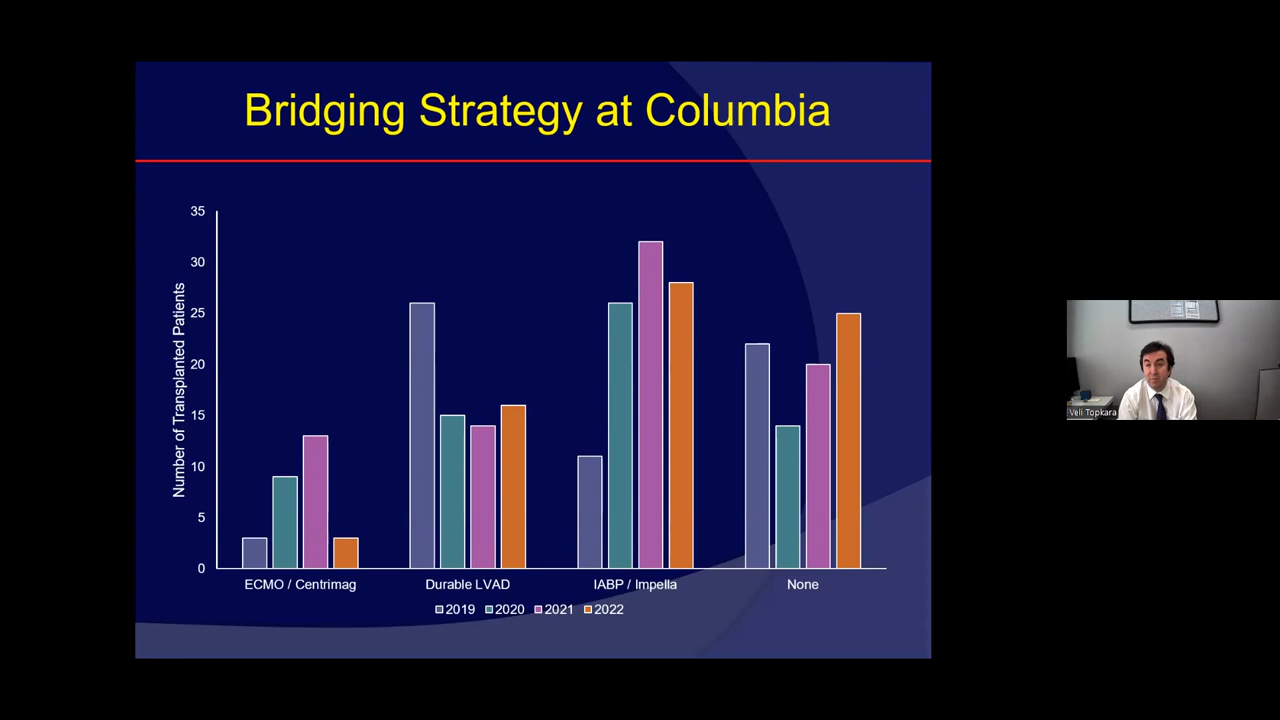 Bridging Strategy at Columbia
Number of Transplanted Patients
35
30
25
20
15
10
5
0
ECMO / Centrimag
Durable LVAD
IABP / Impella
None
2019
2020
2021
2022
Veli Topkara